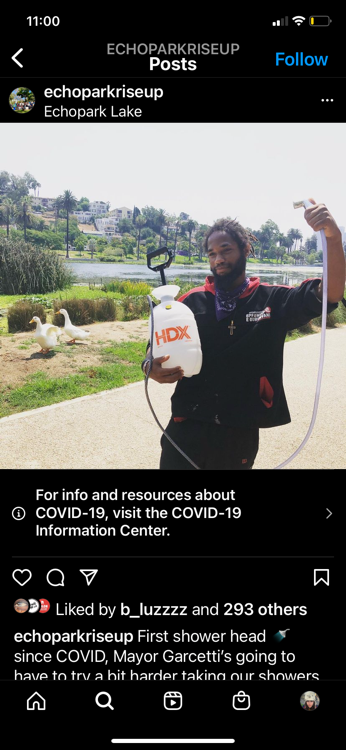 11:00
ECHOPARKRISEUP
Posts
Follow
echoparkriseup
Echopark Lake
HDX
For info and resources about
COVID-19, visit the COVID-19
Information Center.
Liked by b_luzzzz and 293 others
echoparkriseup First shower head
since COVID, Mayor Garcetti's going to
have to try a bit harder taking our showers